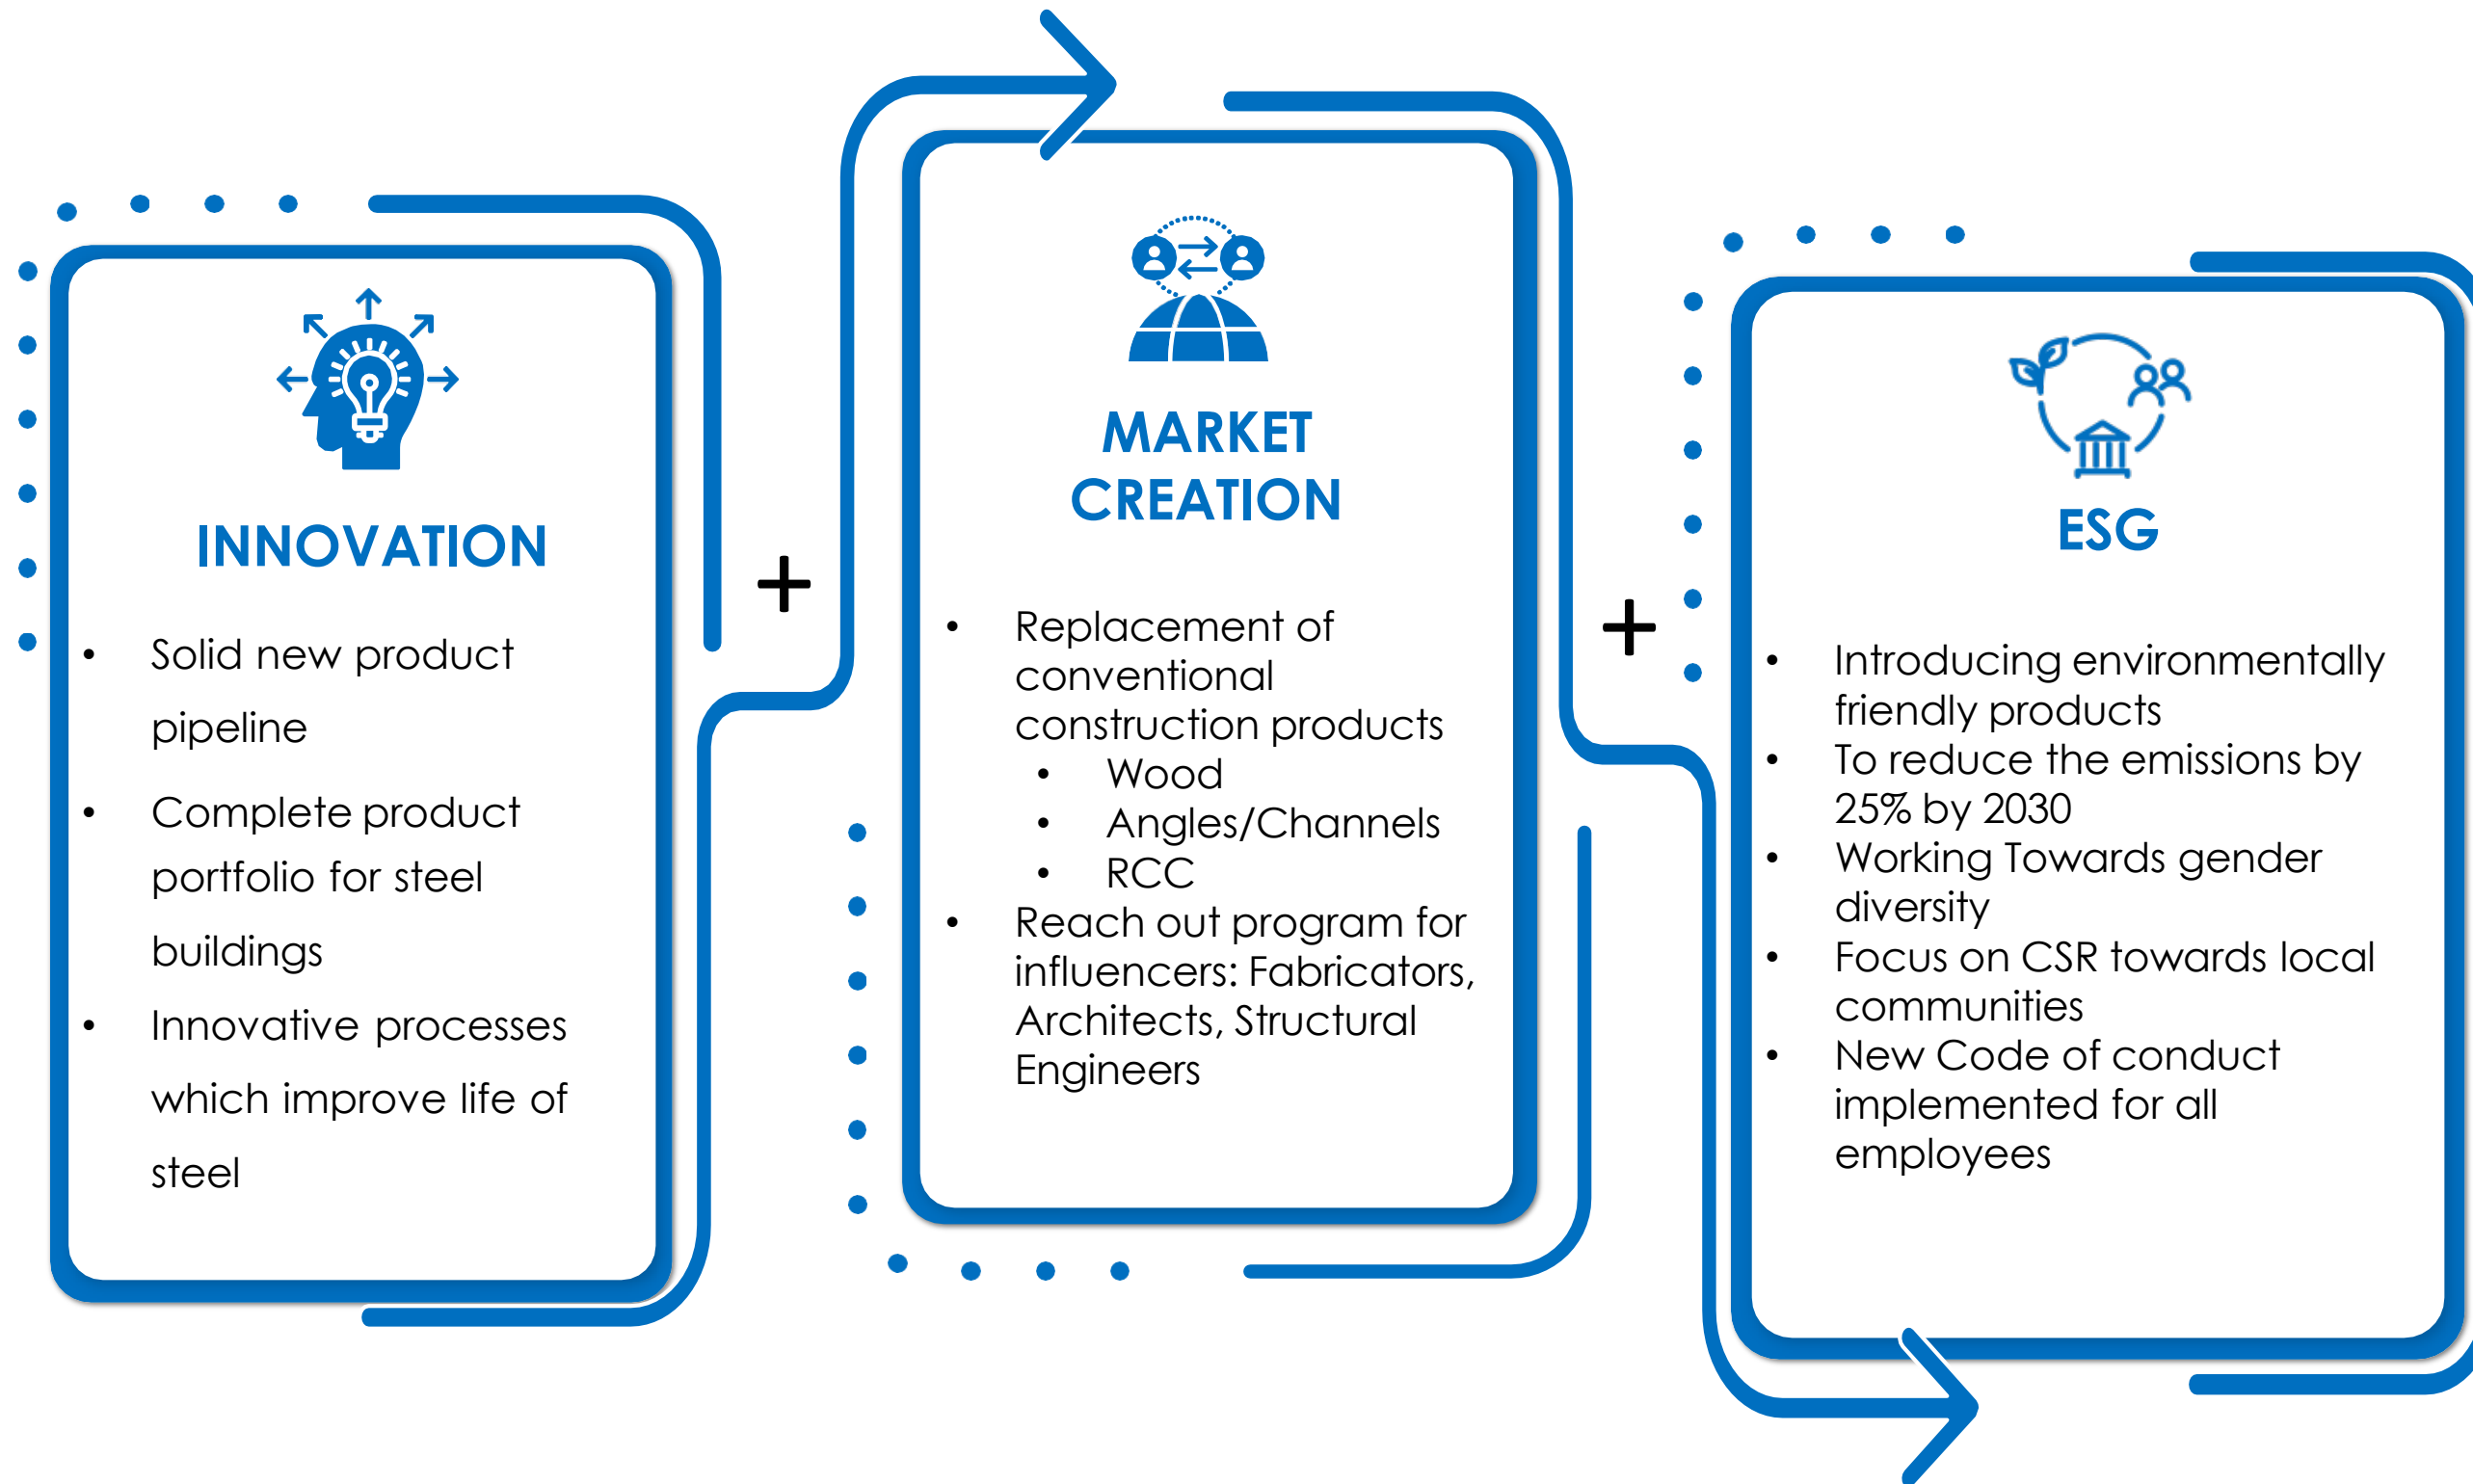 INNOVATION
• Solid new product
pipeline
• Complete product
portfolio for steel
buildings
• Innovative processes
which improve life of
steel
+
MARKET
CREATION
• Replacement of
conventional
construction products
• Wood
• Angles/Channels
• RCC
• Reach out program for
influencers: Fabricators,
Architects, Structural
Engineers
+
ESG
• Introducing environmentally
friendly products
• To reduce the emissions by
25% by 2030
• Working Towards gender
diversity
• Focus on CSR towards local
communities
• New Code of conduct
implemented for all
employees